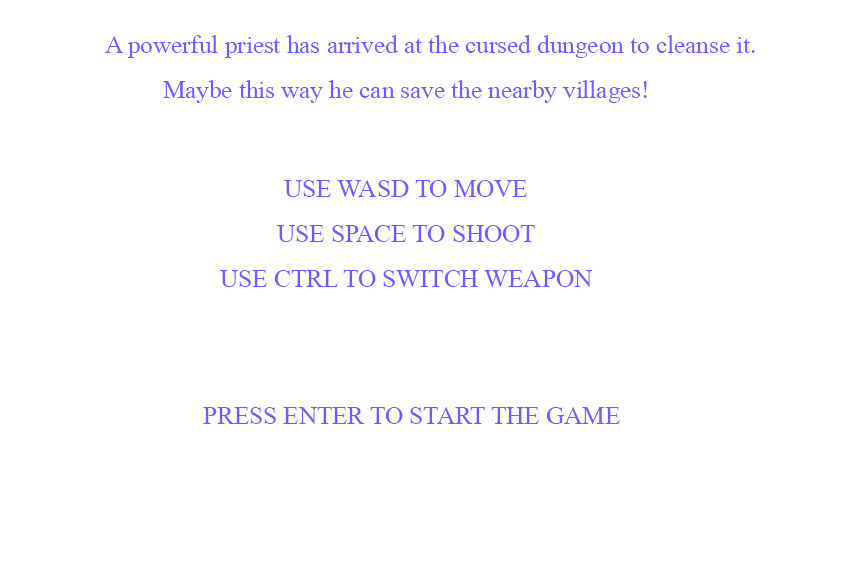 A powerful priest has arrived at the cursed dungeon to cleanse it.
Maybe this way he can save the nearby villages!
USE WASD TO MOVE
USE SPACE TO SHOOT
USE CTRL TO SWITCH WEAPON
PRESS ENTER TO START THE GAME